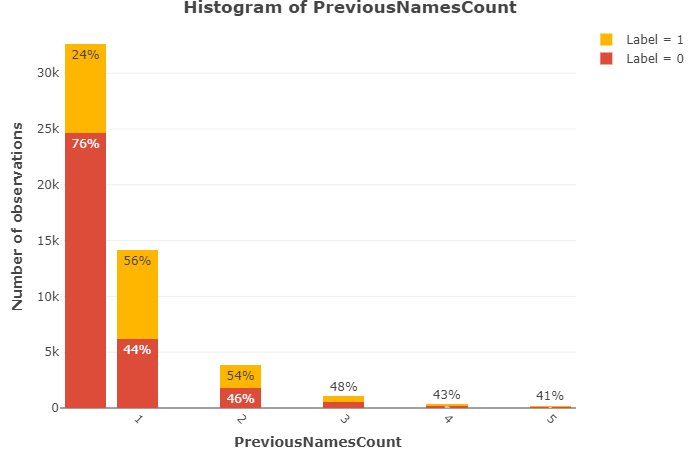 Histogram of PreviousNamesCount
Label = 1
Label = 0
Number of observations
30k
25k
20k
15k
10k
5k
0
24%
76%
56%
44%
54%
46%
48%
43%
41%
1
2
3
4
5
PreviousNamesCount